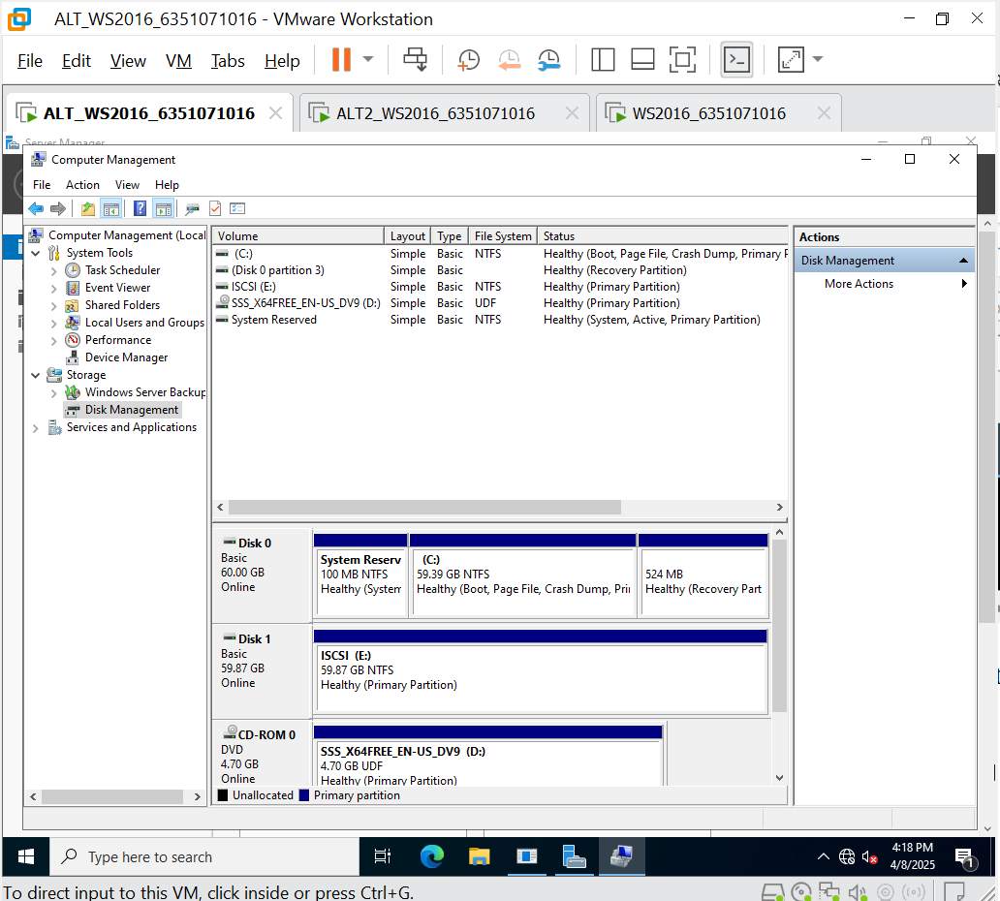 ALT_WS2016_6351071016 - VMware Workstation
File Edit View VM Tabs Help
ALT_WS2016_6351071016 ALT2_WS2016_6351071016 WS2016_6351071016
Server Manager
Computer Management
File Action View Help
Computer Management (Local
System Tools
Task Scheduler
Event Viewer
Shared Folders
Local Users and Groups
Performance
Device Manager
Storage
Windows Server Backup
Disk Management
Services and Applications
Volume Layout Type File System Status
(C:) Simple Basic NTFS Healthy (Boot, Page File, Crash Dump, Primary P
(Disk 0 partition 3) Simple Basic Healthy (Recovery Partition)
ISCSI (E:) Simple Basic NTFS Healthy (Primary Partition)
SSS_X64FREE_EN-US_DV9 (D:) Simple Basic UDF Healthy (Primary Partition)
System Reserved Simple Basic NTFS Healthy (System, Active, Primary Partition)
Actions
Disk Management
More Actions
Disk 0
Basic
60.00 GB
Online
System Reserv
100 MB NTFS
Healthy (System
(C:)
59.39 GB NTFS
Healthy (Boot, Page File, Crash Dump, Pri
524 MB
Healthy (Recovery Part
Disk 1
Basic
59.87 GB
Online
ISCSI (E:)
59.87 GB NTFS
Healthy (Primary Partition)
CD-ROM 0
DVD
4.70 GB
Online
SSS_X64FREE_EN-US_DV9 (D:)
4.70 GB UDF
Healthy (Primary Partition)
Unallocated Primary partition
Type here to search
4:18 PM
4/8/2025
1
To direct input to this VM, click inside or press Ctrl+G.